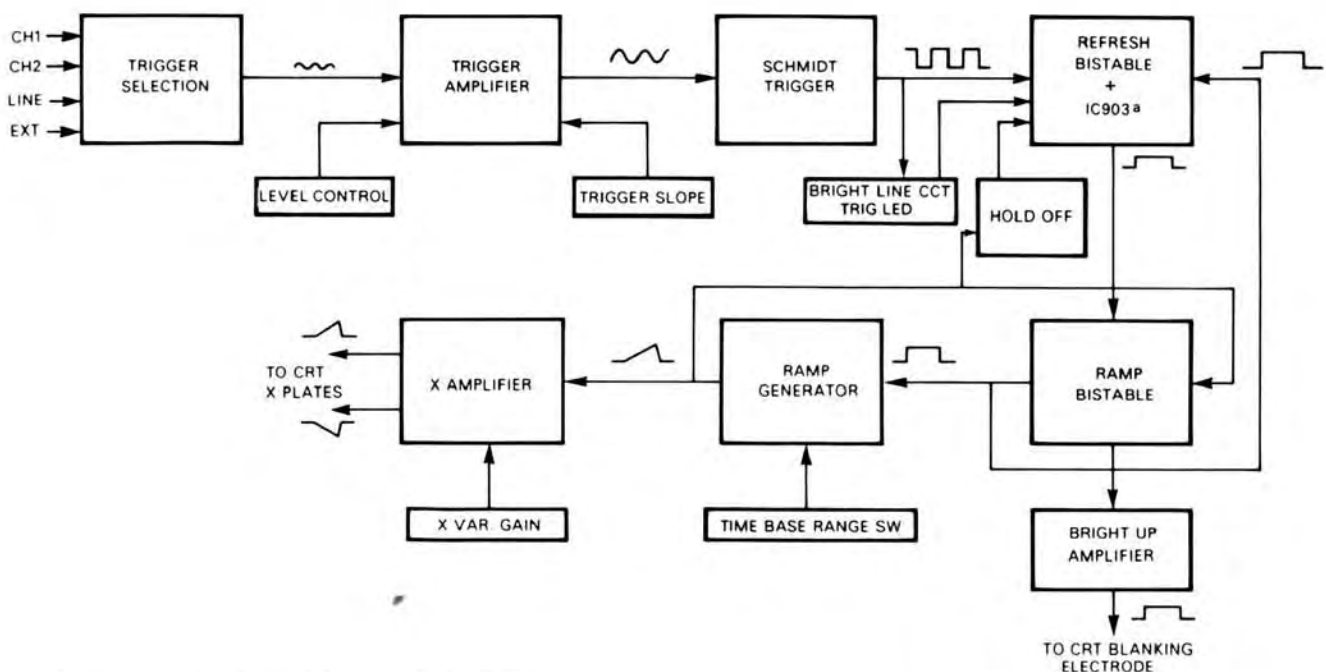 CH1
CH2
LINE
EXT
TRIGGER
SELECTION
TRIGGER
AMPLIFIER
SCHMIDT
TRIGGER
REFRESH
BISTABLE
+
IC903a
LEVEL CONTROL
TRIGGER SLOPE
BRIGHT LINE CCT
TRIG LED
HOLD OFF
TO CRT
X PLATES
X AMPLIFIER
RAMP
GENERATOR
RAMP
BISTABLE
X VAR. GAIN
TIME BASE RANGE SW
BRIGHT UP
AMPLIFIER
TO CRT BLANKING
ELECTRODE